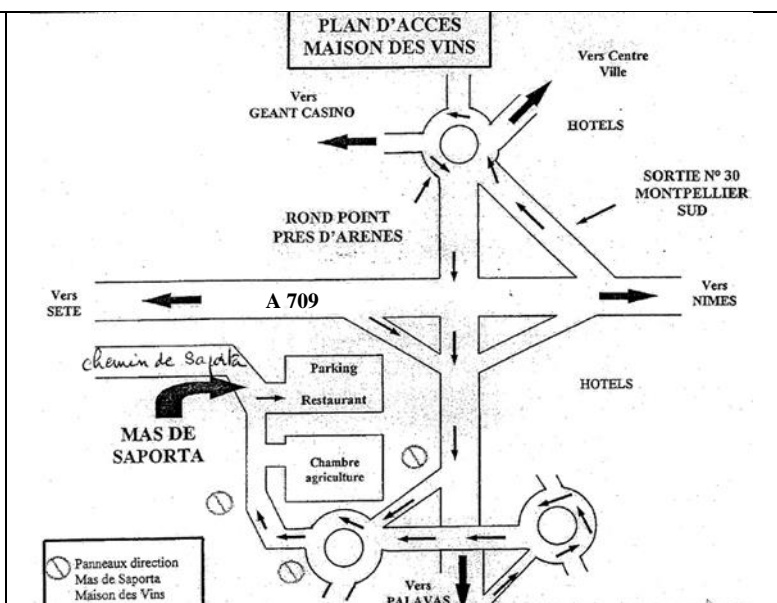 PLAN D'ACCES
MAISON DES VINS
Vers Centre
Ville
Vers
GEANT CASINO
HOTELS
SORTIE N° 30
MONTPELLIER
SUD
ROND POINT
PRES D'ARENES
Vers
SETE
A 709
Vers
NIMES
chemin de Saporta
Parking
Restaurant
HOTELS
MAS DE
SAPORTA
Chambre
agriculture
Panneaux direction
Mas de Saporta
Maison des Vins
Vers
PALAVAS